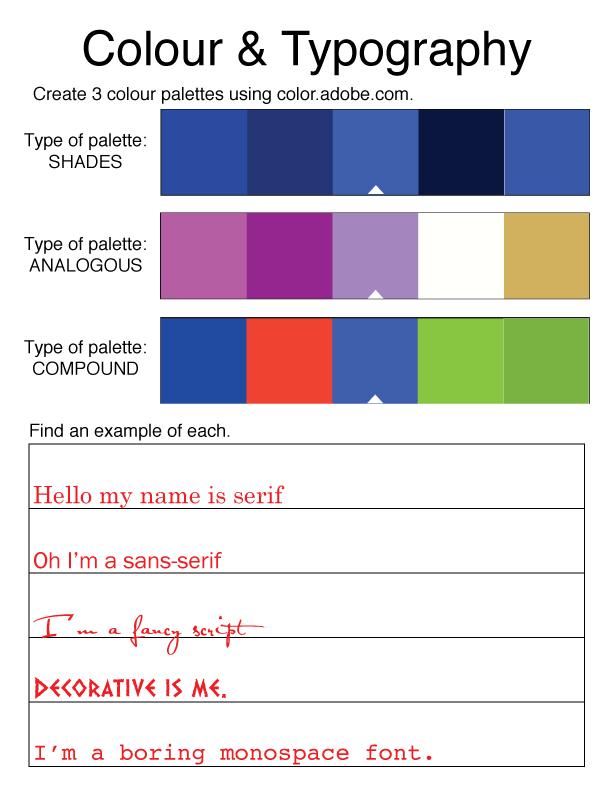 Colour & Typography
Create 3 colour palettes using color.adobe.com.
Type of palette:
SHADES
Type of palette:
ANALOGOUS
Type of palette:
COMPOUND
Find an example of each.
Hello my name is serif
Oh I'm a sans-serif
I'm a fancy script
DECORATIVE IS ME.
I'm a boring monospace font.